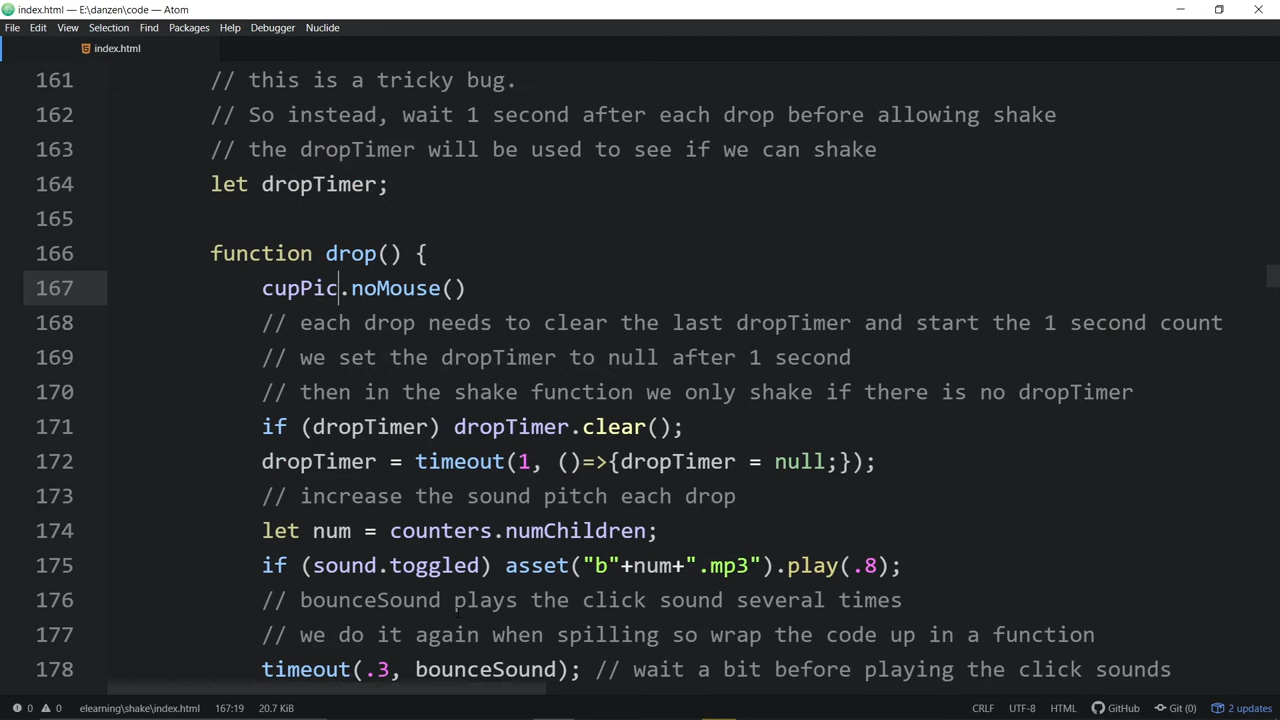 index.html — E:\danzen\code — Atom
File Edit View Selection Find Packages Help Debugger Nuclide
index.html
161 // this is a tricky bug.
162 // So instead, wait 1 second after each drop before allowing shake
163 // the dropTimer will be used to see if we can shake
164 let dropTimer;
165
166 function drop() {
167 cupPic.noMouse()
168 // each drop needs to clear the last dropTimer and start the 1 second count
169 // we set the dropTimer to null after 1 second
170 // then in the shake function we only shake if there is no dropTimer
171 if (dropTimer) dropTimer.clear();
172 dropTimer = timeout(1, ()=>{dropTimer = null;});
173 // increase the sound pitch each drop
174 let num = counters.numChildren;
175 if (sound.toggled) asset("b"+num+".mp3").play(.8);
176 // bounceSound plays the click sound several times
177 // we do it again when spilling so wrap the code up in a function
178 timeout(.3, bounceSound); // wait a bit before playing the click sounds
0 0 elearning\shake\index.html 167:19 20.7 KiB CRLF UTF-8 HTML GitHub Git (0) 2 updates